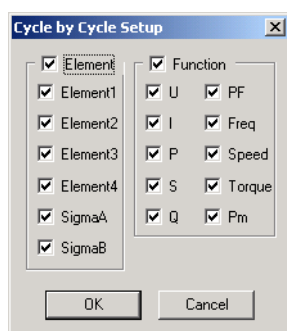 Cycle by Cycle Setup
Element
Function
Element1
U
PF
Element2
I
Freq
Element3
P
Speed
Element4
S
Torque
SigmaA
Q
Pm
SigmaB
OK
Cancel